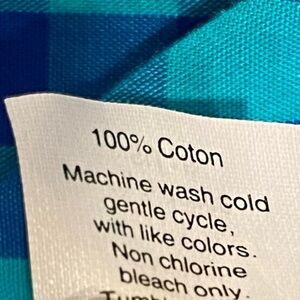 100% Coton
Machine wash cold
gentle cycle,
with like colors.
Non chlorine
bleach only.